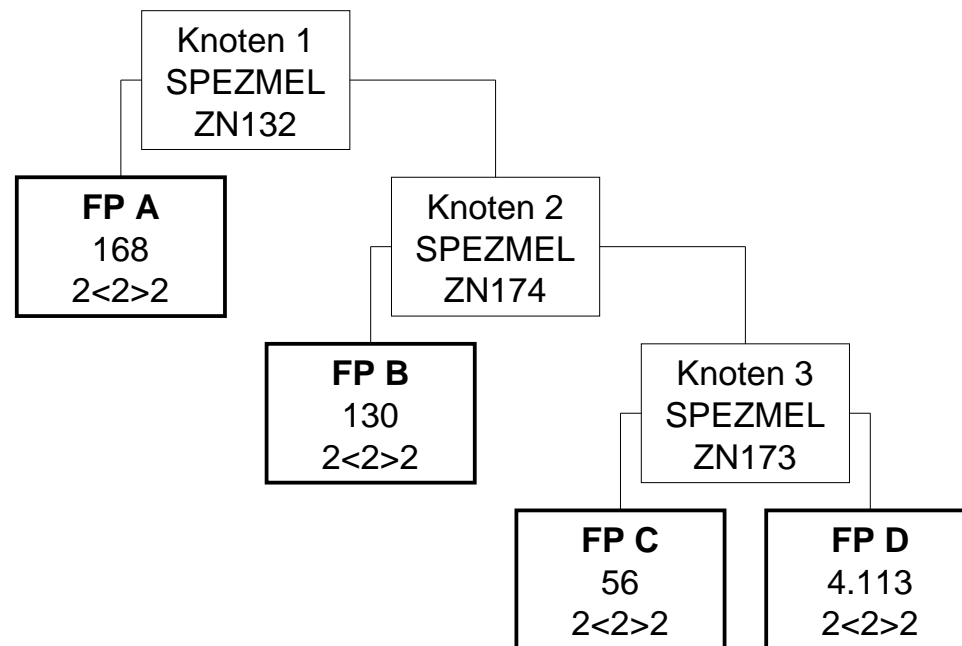 Knoten 1
SPEZMEL
ZN132
FP A
168
2<2>2
Knoten 2
SPEZMEL
ZN174
FP B
130
2<2>2
Knoten 3
SPEZMEL
ZN173
FP C
56
2<2>2
FP D
4.113
2<2>2